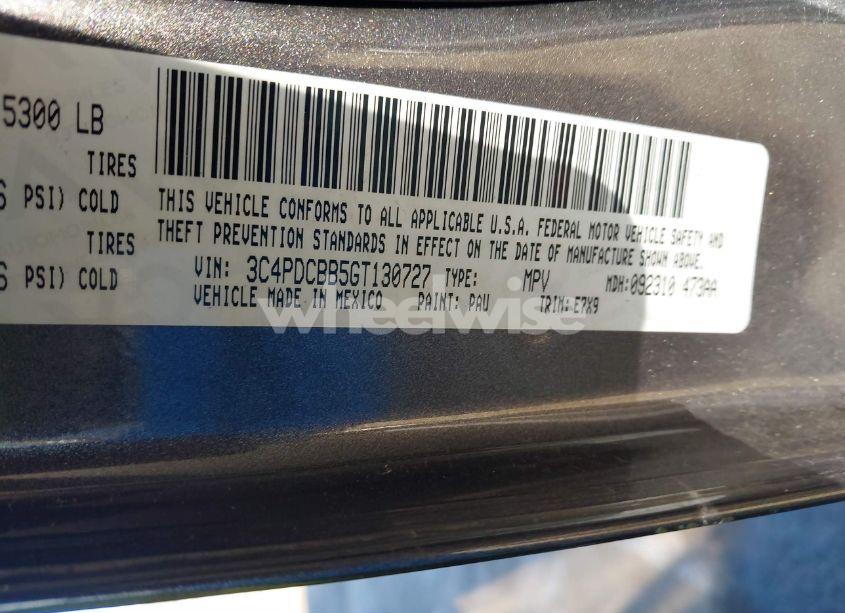 5300 LB
TIRES
PSI) COLD
TIRES
PSI) COLD
THIS VEHICLE CONFORMS TO ALL APPLICABLE U.S.A. FEDERAL MOTOR VEHICLE SAFETY AND
THEFT PREVENTION STANDARDS IN EFFECT ON THE DATE OF MANUFACTURE SHOWN ABOVE.
VIN: 3C4PDCBB5GT130727 TYPE: MPV MDH: 092310 473AA
VEHICLE MADE IN MEXICO PAINT: PAU TRIM: E7X9
wheelwise